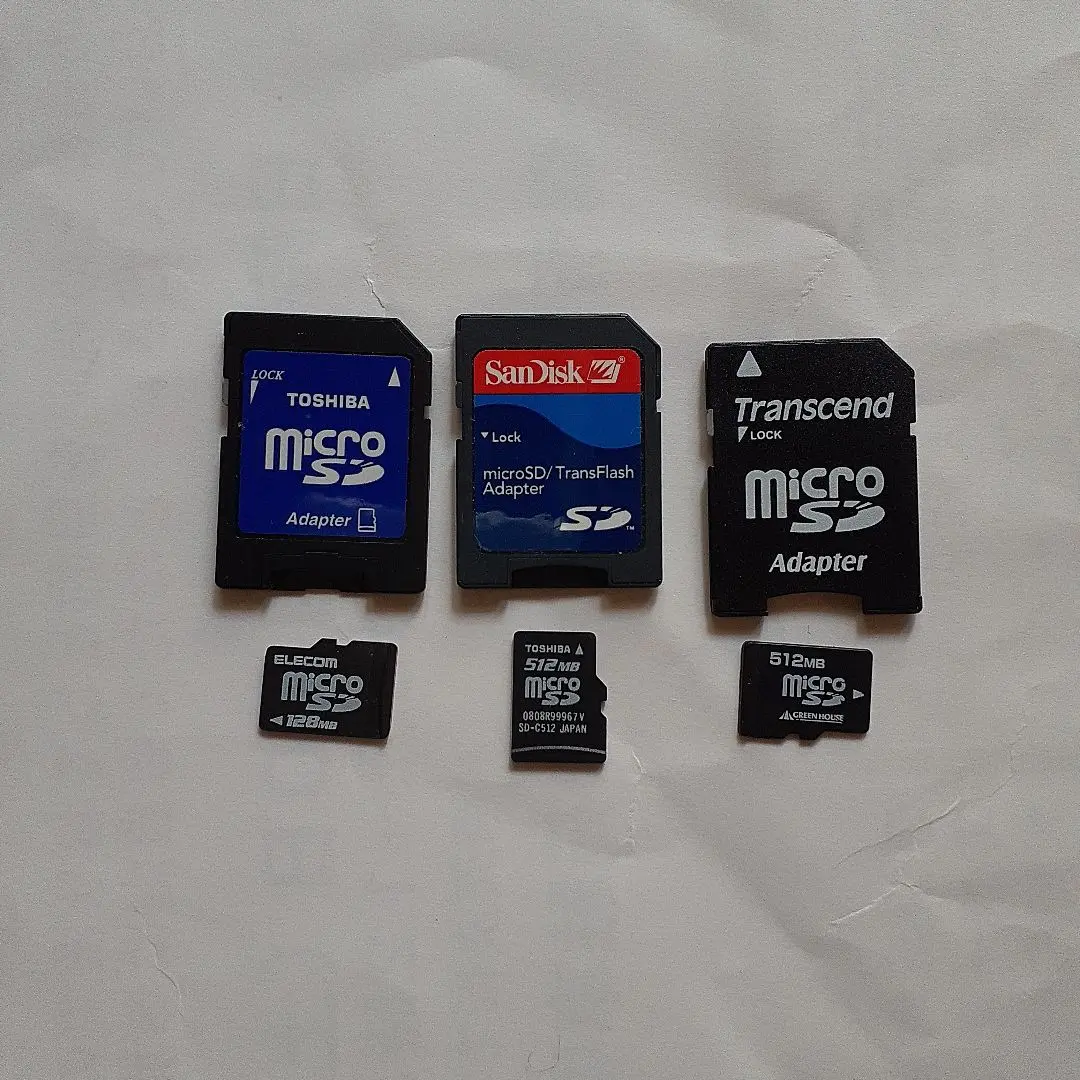 LOCK
TOSHIBA
micro
SD
Adapter
SanDisk®
Lock
microSD/TransFlash
Adapter
SD™
Transcend
LOCK
micro
SD
Adapter
ELECOM
micro
SD
128MB
TOSHIBA
512MB
micro
SD
0808R99967V
SD-C512 JAPAN
512MB
micro
SD
GREEN HOUSE